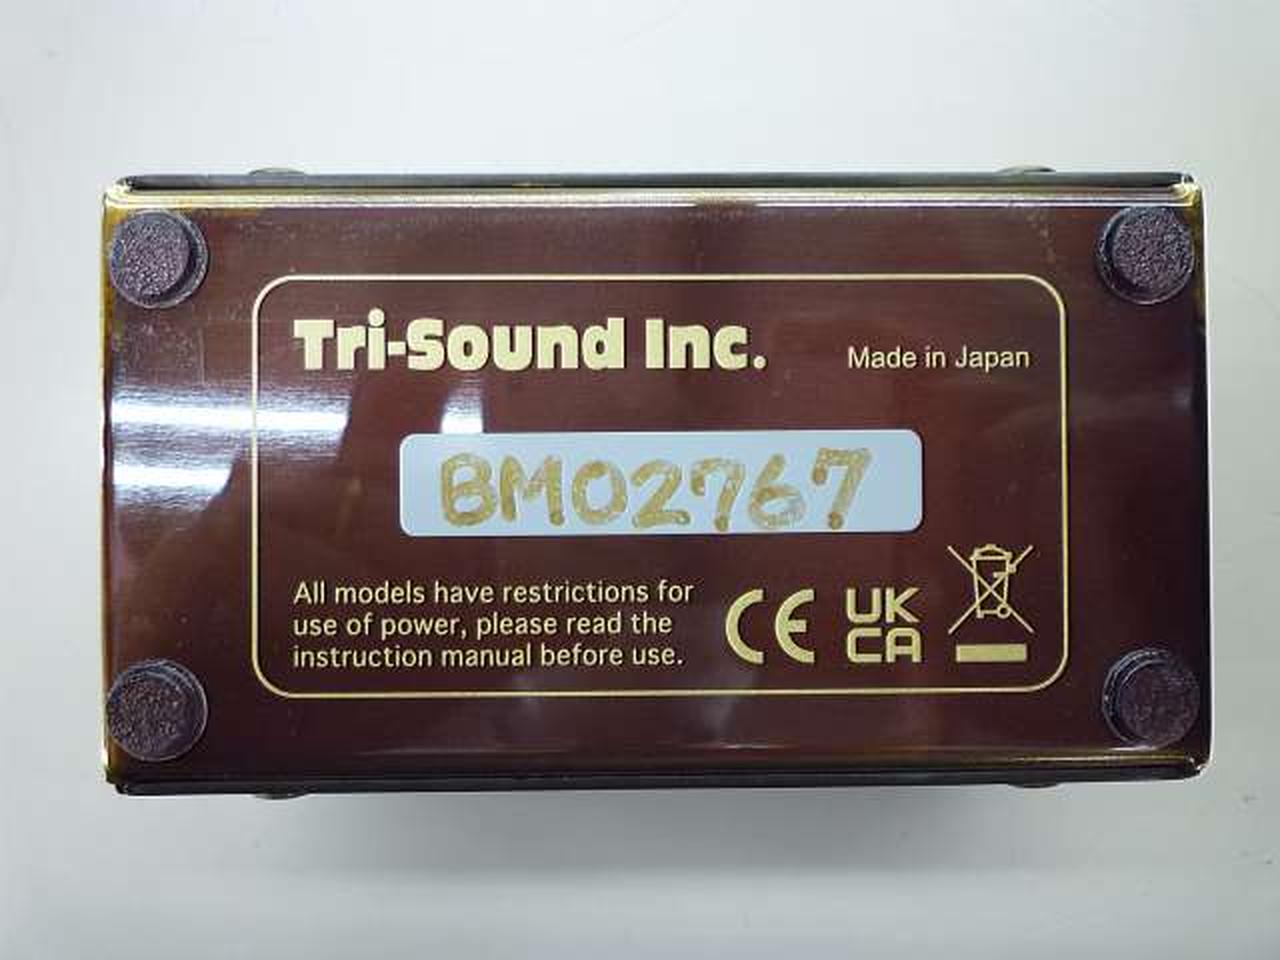 Tri-Sound Inc.
Made in Japan
BM02767
All models have restrictions for
use of power, please read the
instruction manual before use.
CE
UK
CA